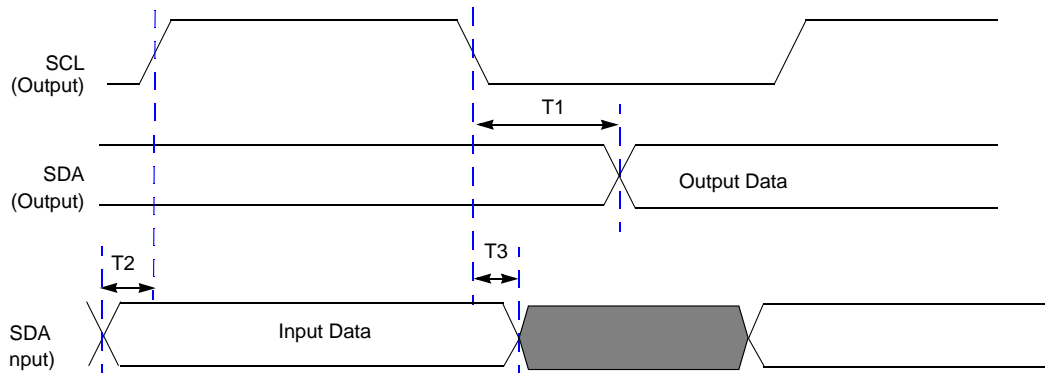 SCL
(Output)
T1
SDA
(Output)
Output Data
T2
T3
SDA
nput)
Input Data